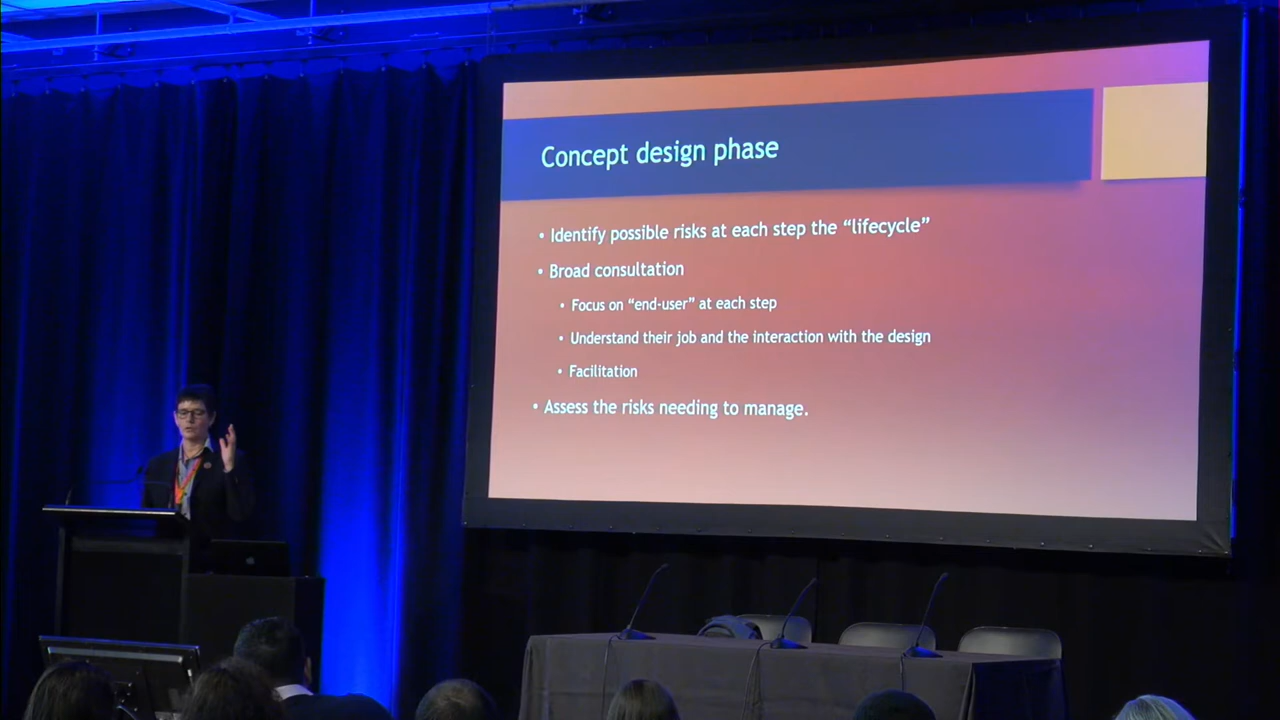 Concept design phase
• Identify possible risks at each step the “lifecycle”
• Broad consultation
• Focus on “end-user” at each step
• Understand their job and the interaction with the design
• Facilitation
• Assess the risks needing to manage.